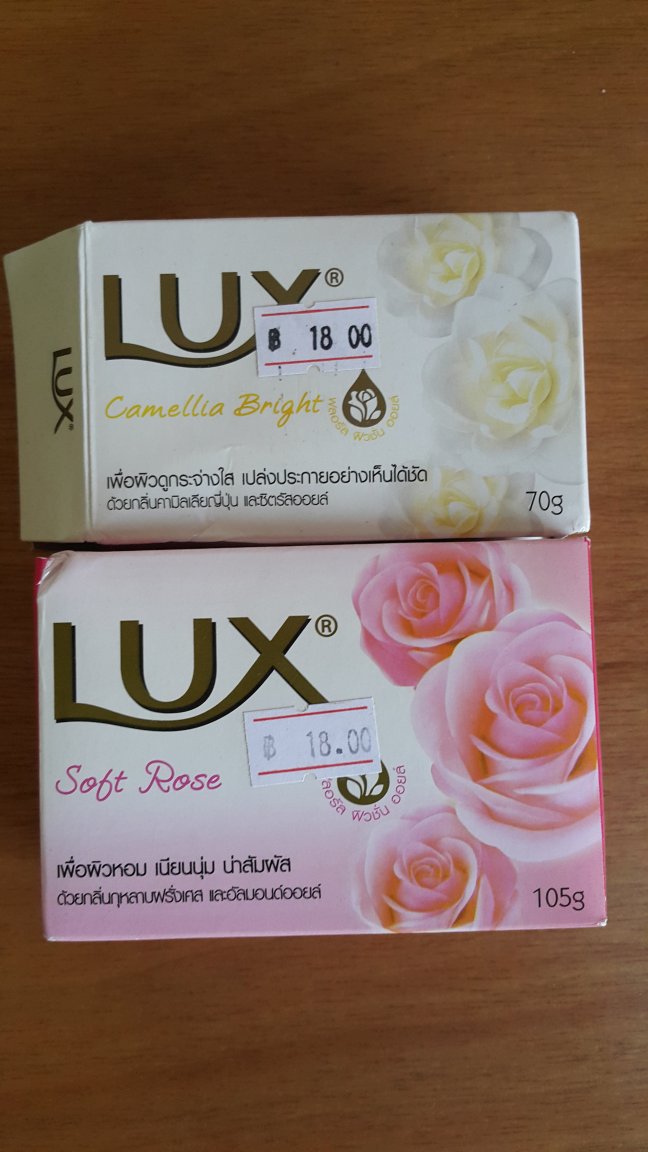 LUX®
LUX®
฿ 18 00
Camellia Bright
ฟลอรัล ฟิวชั่น ออยล์
เพื่อผิวดูกระจ่างใส เปล่งประกายอย่างเห็นได้ชัด
ด้วยกลิ่นคามิลเลียญี่ปุ่น และซิตรัสออยล์
70g
LUX®
฿ 18.00
Soft Rose
ฟลอรัล ฟิวชั่น ออยล์
เพื่อผิวหอม เนียนนุ่ม น่าสัมผัส
ด้วยกลิ่นกุหลาบฝรั่งเศส และอัลมอนด์ออยล์
105g